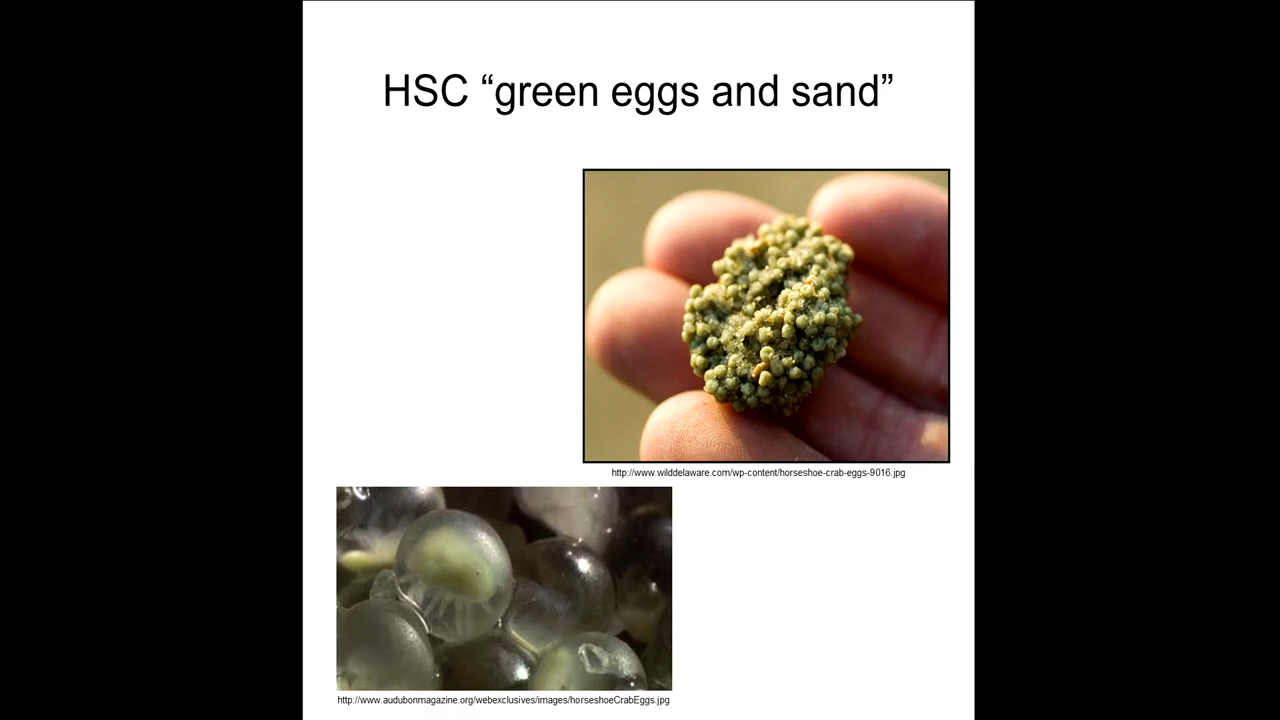 HSC “green eggs and sand”
http://www.wilddelaware.com/wp-content/horseshoe-crab-eggs-9016.jpg
http://www.audubonmagazine.org/webexclusives/images/horseshoeCrabEggs.jpg